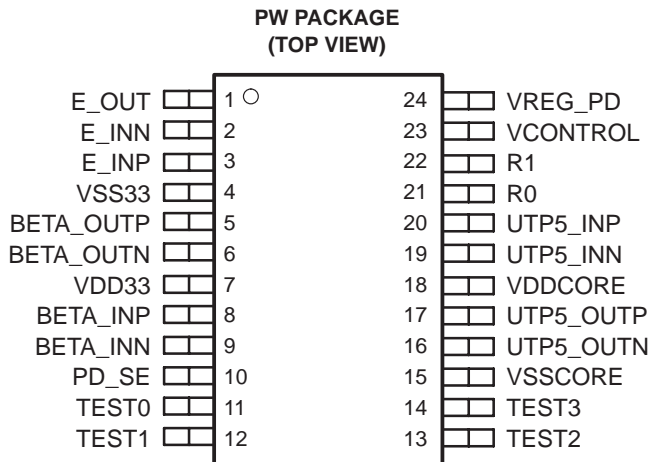 PW PACKAGE
(TOP VIEW)
E_OUT 1 24 VREG_PD
E_INN 2 23 VCONTROL
E_INP 3 22 R1
VSS33 4 21 R0
BETA_OUTP 5 20 UTP5_INP
BETA_OUTN 6 19 UTP5_INN
VDD33 7 18 VDDCORE
BETA_INP 8 17 UTP5_OUTP
BETA_INN 9 16 UTP5_OUTN
PD_SE 10 15 VSSCORE
TEST0 11 14 TEST3
TEST1 12 13 TEST2